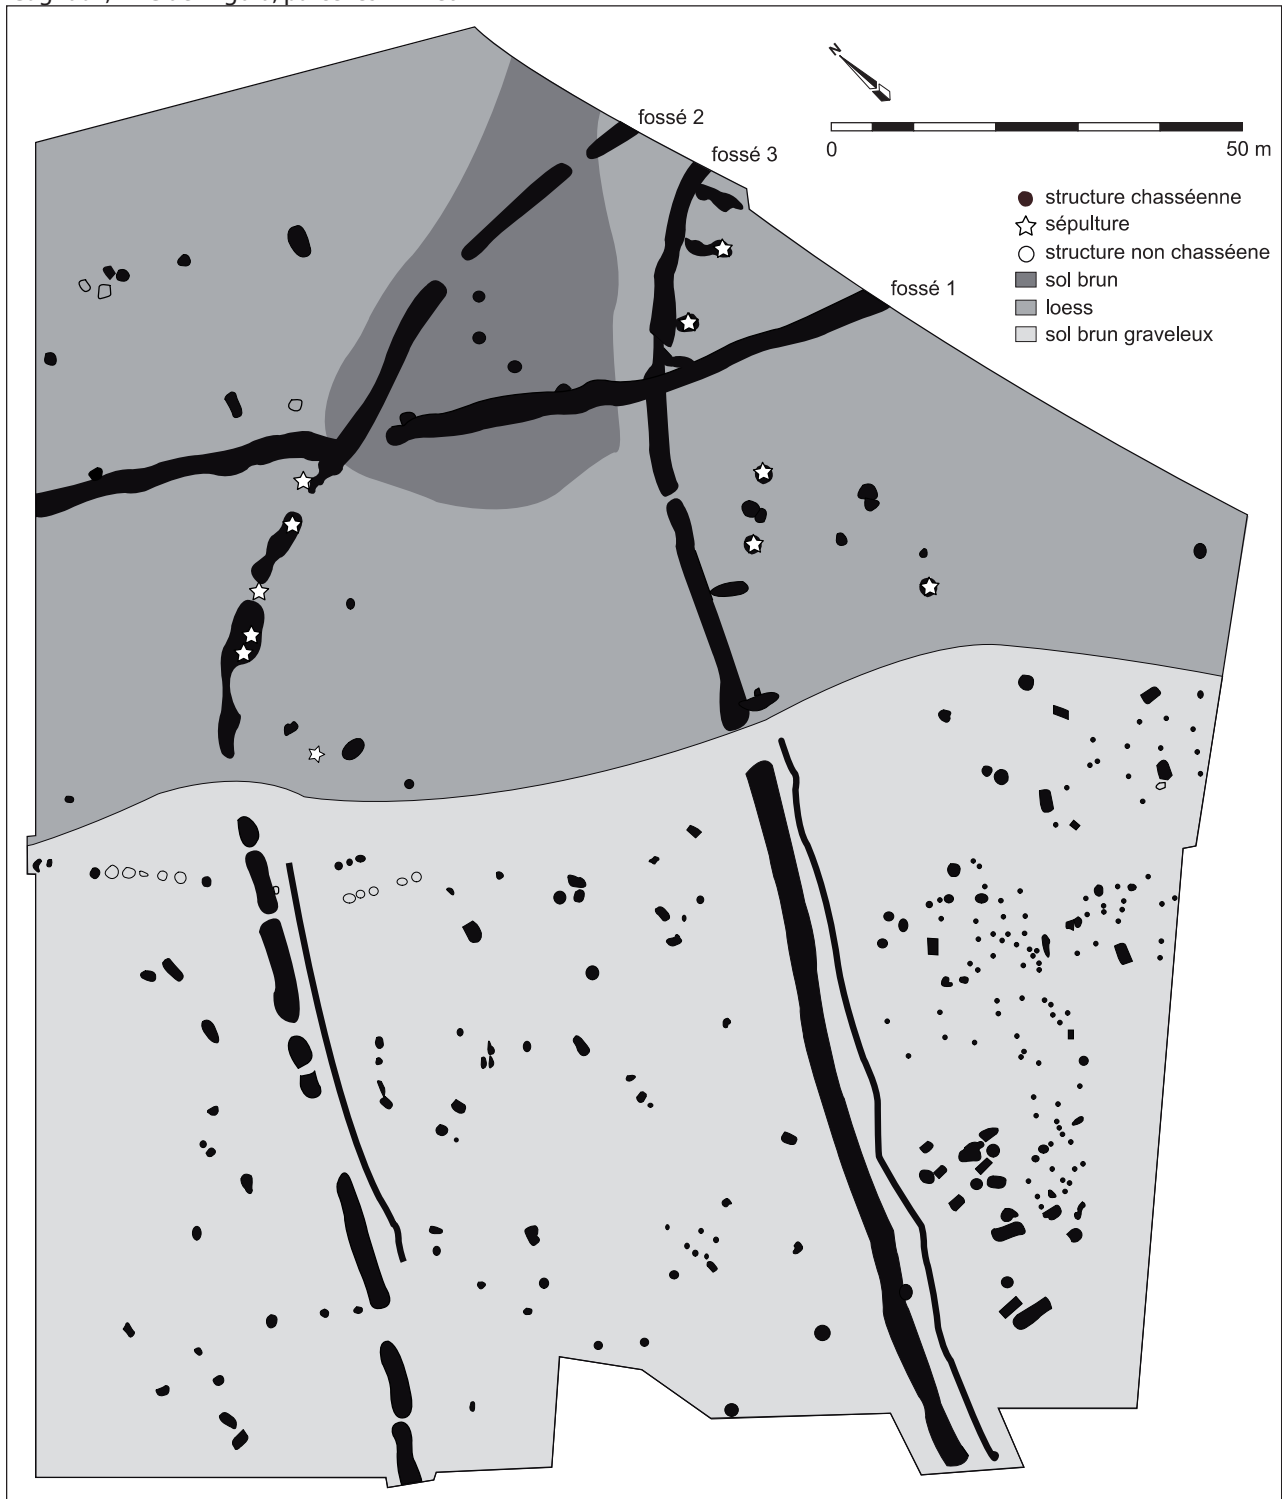 fossé 2
fossé 3
fossé 1
N
0
50 m
structure chasséenne
sépulture
structure non chasséene
sol brun
loess
sol brun graveleux